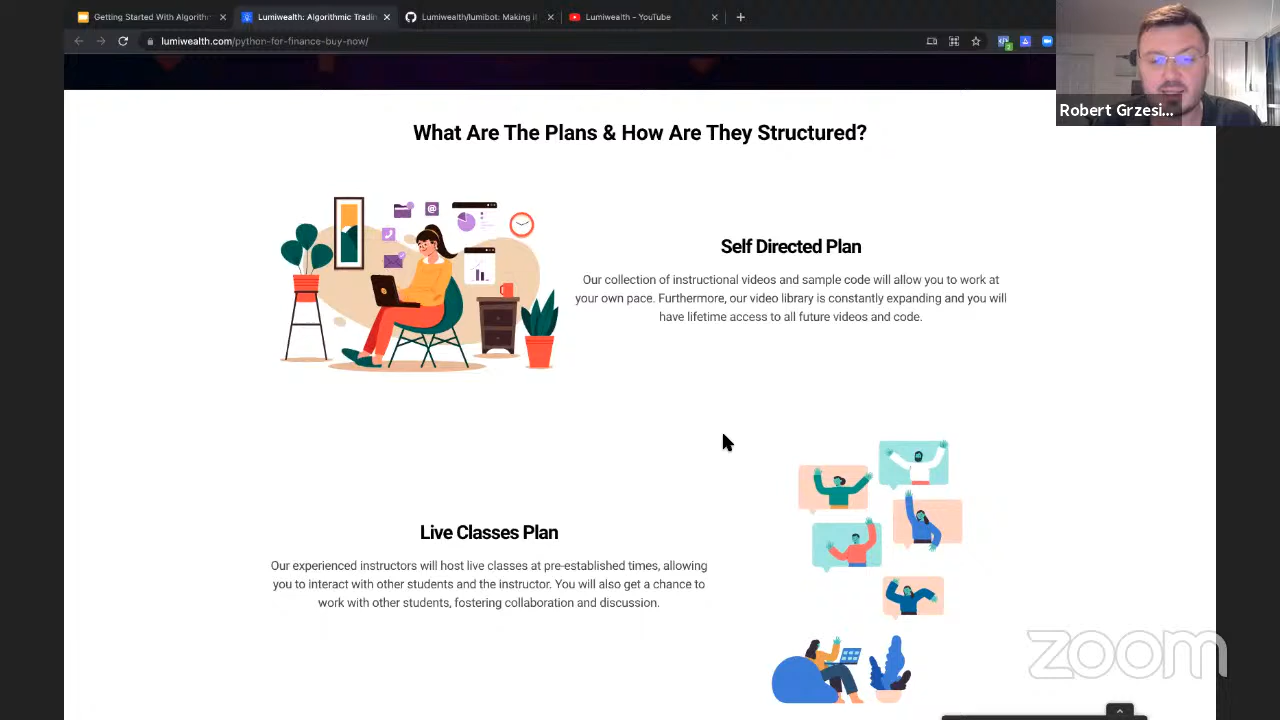 Getting Started With Algorith
Lumiwealth: Algorithmic Tradin
Lumiwealth/lumibot: Making i
Lumiwealth - YouTube
lumiwealth.com/python-for-finance-buy-now/
Robert Grzesi...
What Are The Plans & How Are They Structured?
Self Directed Plan
Our collection of instructional videos and sample code will allow you to work at
your own pace. Furthermore, our video library is constantly expanding and you will
have lifetime access to all future videos and code.
Live Classes Plan
Our experienced instructors will host live classes at pre-established times, allowing
you to interact with other students and the instructor. You will also get a chance to
work with other students, fostering collaboration and discussion.
zoom